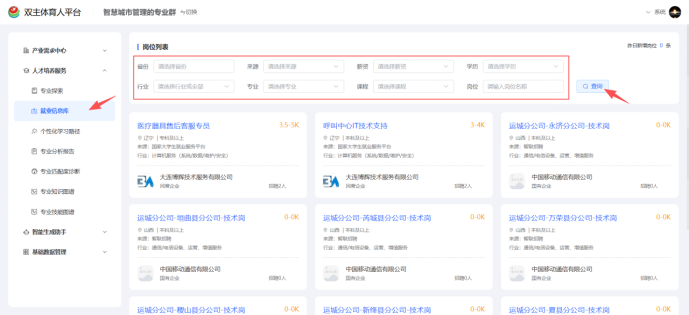 双主体育人平台
智慧城市管理的专业群
切换
系统
产业需求中心
人才培养服务
专业探索
就业信息库
个性化学习路径
专业分析报告
专业匹配度诊断
专业知识图谱
专业技能图谱
智能生成助手
基础数据管理
岗位列表
昨日新增岗位 0 条
省份 请选择省份
来源 请选择来源
薪资 请选择薪资
学历 请选择学历
行业 请选择行业或全部
专业 请选择专业
课程 请选择课程
岗位 请输入岗位名称
查询
医疗器具售后客服专员 3.5-5K
辽宁 | 专科及以上
来源：国家大学生就业服务平台
行业：计算机服务（系统/数据/维护/安全）
大连博辉技术服务有限公司
民营企业 招聘2人
呼叫中心IT技术支持 3-4K
辽宁 | 专科及以上
来源：国家大学生就业服务平台
行业：计算机服务（系统/数据/维护/安全）
大连博辉技术服务有限公司
民营企业 招聘2人
运城分公司-永济分公司-技术岗 0-0K
山西 | 本科及以上
来源：智联招聘
行业：通讯/电信设备、运营、增值服务
中国移动通信有限公司
国有企业 招聘0人
运城分公司-垣曲县分公司-技术岗 0-0K
山西 | 本科及以上
来源：智联招聘
行业：通讯/电信设备、运营、增值服务
中国移动通信有限公司
国有企业 招聘0人
运城分公司-芮城县分公司-技术岗 0-0K
山西 | 本科及以上
来源：智联招聘
行业：通讯/电信设备、运营、增值服务
中国移动通信有限公司
国有企业 招聘0人
运城分公司-万荣县分公司-技术岗 0-0K
山西 | 本科及以上
来源：智联招聘
行业：通讯/电信设备、运营、增值服务
中国移动通信有限公司
国有企业 招聘0人
运城分公司-稷山县分公司-技术岗 0-0K
运城分公司-新绛县分公司-技术岗 0-0K
运城分公司-夏县分公司-技术岗 0-0K